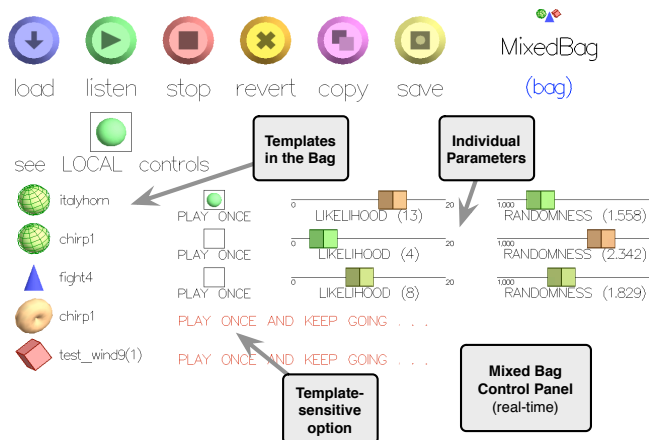 load listen stop revert copy save
MixedBag
(bag)
see LOCAL controls
Templates
in the Bag
Individual
Parameters
italyhorn
PLAY ONCE
0 20
LIKELIHOOD (13)
1.000
RANDOMNESS (1.558)
chirp1
PLAY ONCE
0 20
LIKELIHOOD (4)
1.000
RANDOMNESS (2.342)
fight4
PLAY ONCE
0 20
LIKELIHOOD (8)
1.000
RANDOMNESS (1.829)
chirp1
PLAY ONCE AND KEEP GOING . . .
test_wind9(1)
PLAY ONCE AND KEEP GOING . . .
Template-
sensitive
option
Mixed Bag
Control Panel
(real-time)